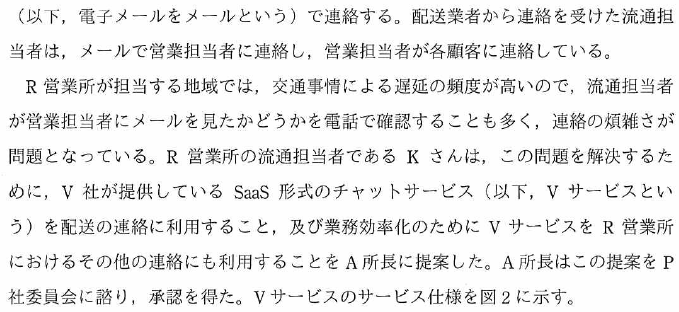 （以下，電子メールをメールという）で連絡する。配送業者から連絡を受けた流通担
当者は，メールで営業担当者に連絡し，営業担当者が各顧客に連絡している。
R 営業所が担当する地域では，交通事情による遅延の頻度が高いので，流通担当者
が営業担当者にメールを見たかどうかを電話で確認することも多く，連絡の煩雑さが
問題となっている。R 営業所の流通担当者である K さんは，この問題を解決するた
めに，V 社が提供している SaaS 形式のチャットサービス（以下，V サービスとい
う）を配送の連絡に利用すること，及び業務効率化のために V サービスを R 営業所
におけるその他の連絡にも利用することを A 所長に提案した。A 所長はこの提案を P
社委員会に諮り，承認を得た。V サービスのサービス仕様を図 2 に示す。